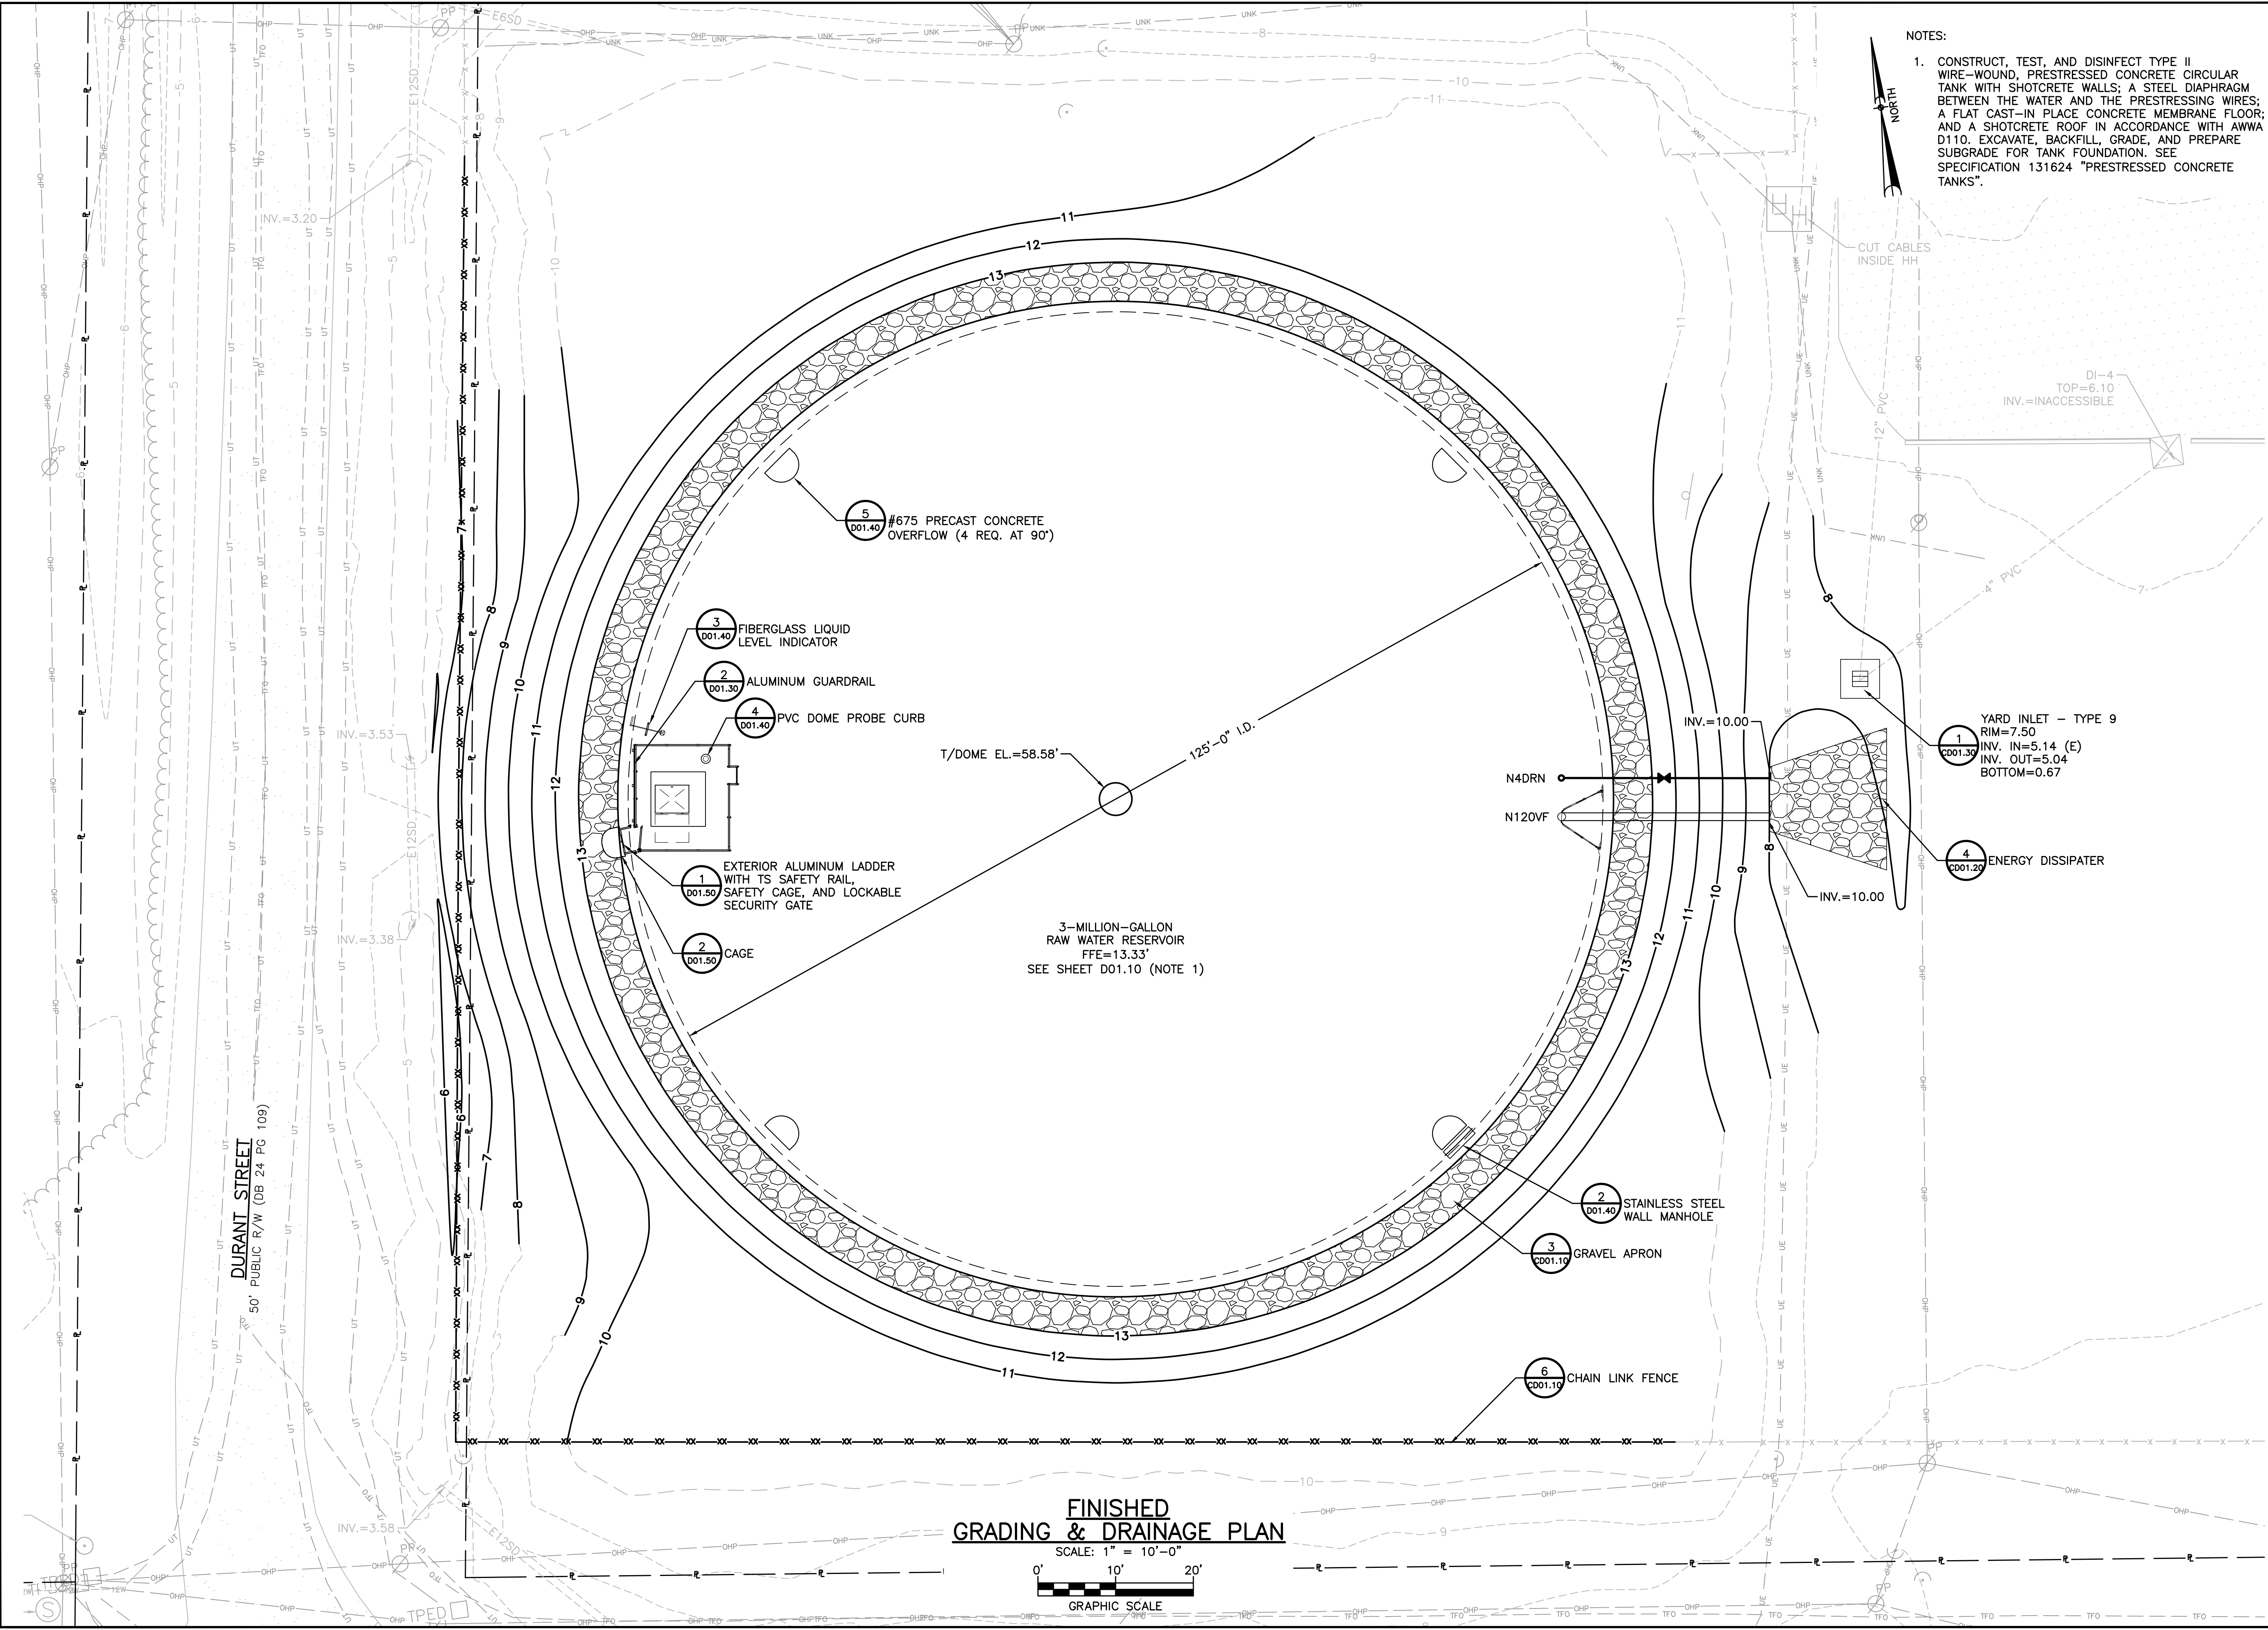 NOTES:
1. CONSTRUCT, TEST, AND DISINFECT TYPE II
WIRE-WOUND, PRESTRESSED CONCRETE CIRCULAR
TANK WITH SHOTCRETE WALLS; A STEEL DIAPHRAGM
BETWEEN THE WATER AND THE PRESTRESSING WIRES;
A FLAT CAST-IN PLACE CONCRETE MEMBRANE FLOOR;
AND A SHOTCRETE ROOF IN ACCORDANCE WITH AWWA
D110. EXCAVATE, BACKFILL, GRADE, AND PREPARE
SUBGRADE FOR TANK FOUNDATION. SEE
SPECIFICATION 131624 "PRESTRESSED CONCRETE
TANKS".
NORTH
E6SD
E12SD
INV.=3.20
CUT CABLES
INSIDE HH
DI-4
TOP=6.10
INV.=INACCESSIBLE
12" PVC
4" PVC
5
D01.40
#675 PRECAST CONCRETE
OVERFLOW (4 REQ. AT 90°)
3
D01.40
FIBERGLASS LIQUID
LEVEL INDICATOR
2
D01.30
ALUMINUM GUARDRAIL
4
D01.40
PVC DOME PROBE CURB
INV.=3.53
T/DOME EL.=58.58'
125'-0" I.D.
INV.=10.00
N4DRN
N12OVF
1
CD01.30
YARD INLET - TYPE 9
RIM=7.50
INV. IN=5.14 (E)
INV. OUT=5.04
BOTTOM=0.67
4
CD01.20
ENERGY DISSIPATER
INV.=10.00
1
D01.50
EXTERIOR ALUMINUM LADDER
WITH TS SAFETY RAIL,
SAFETY CAGE, AND LOCKABLE
SECURITY GATE
2
D01.50
CAGE
3-MILLION-GALLON
RAW WATER RESERVOIR
FFE=13.33'
SEE SHEET D01.10 (NOTE 1)
E12SD
INV.=3.38
DURANT STREET
50' PUBLIC R/W (DB 24 PG 109)
2
D01.40
STAINLESS STEEL
WALL MANHOLE
3
CD01.10
GRAVEL APRON
6
CD01.10
CHAIN LINK FENCE
INV.=3.58
E12SD
TPED
FINISHED
GRADING & DRAINAGE PLAN
SCALE: 1" = 10'-0"
0' 10' 20'
GRAPHIC SCALE